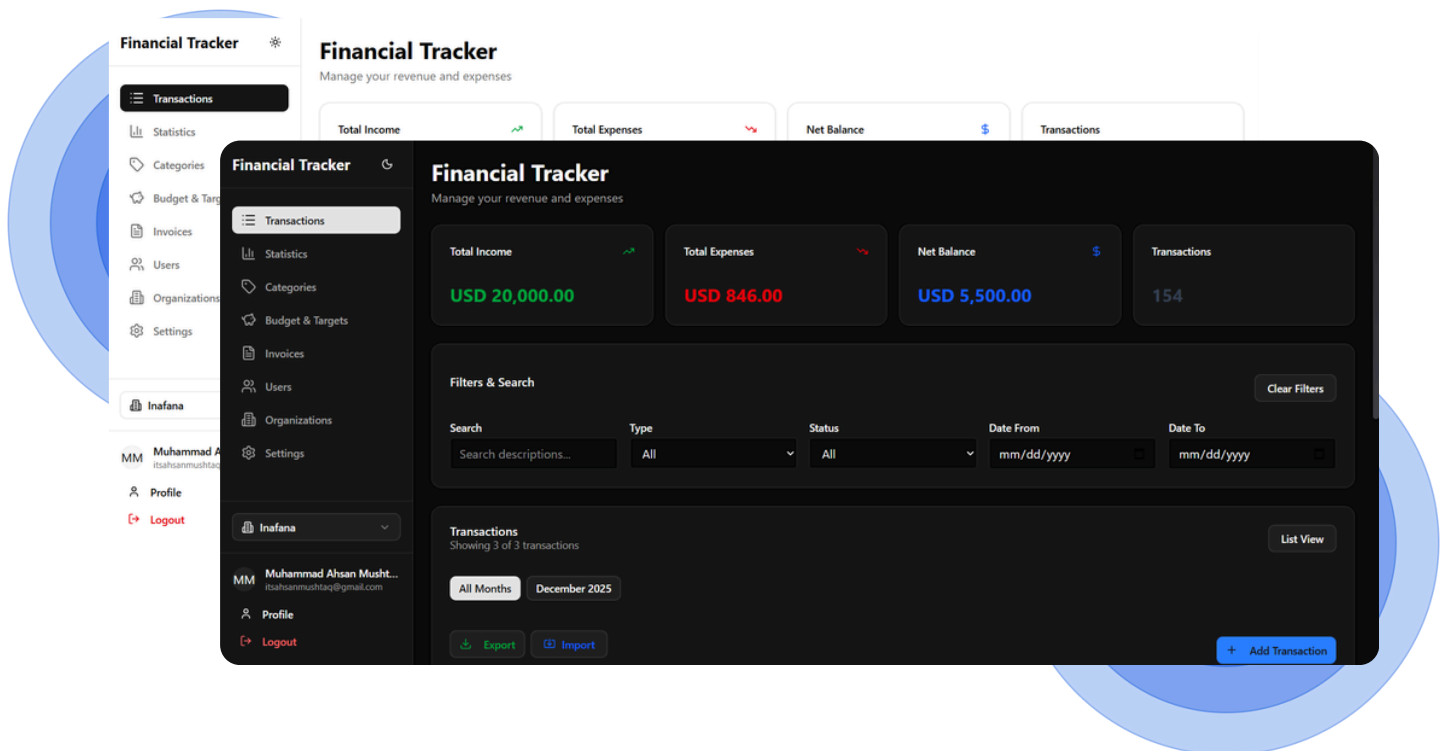 Financial Tracker
Financial Tracker
Manage your revenue and expenses
Transactions
Statistics
Categories
Budget & Targ
Invoices
Users
Organizations
Settings
Inafana
MM
Muhammad A
itsahsanmushtaq
Profile
Logout
Total Income
Total Expenses
Net Balance
Transactions
Financial Tracker
Transactions
Statistics
Categories
Budget & Targets
Invoices
Users
Organizations
Settings
Inafana
MM
Muhammad Ahsan Musht...
itsahsanmushtaq@gmail.com
Profile
Logout
Financial Tracker
Manage your revenue and expenses
Total Income
USD 20,000.00
Total Expenses
USD 846.00
Net Balance
$
USD 5,500.00
Transactions
154
Filters & Search
Clear Filters
Search
Search descriptions...
Type
All
Status
All
Date From
mm/dd/yyyy
Date To
mm/dd/yyyy
Transactions
Showing 3 of 3 transactions
List View
All Months
December 2025
Export
Import
+ Add Transaction